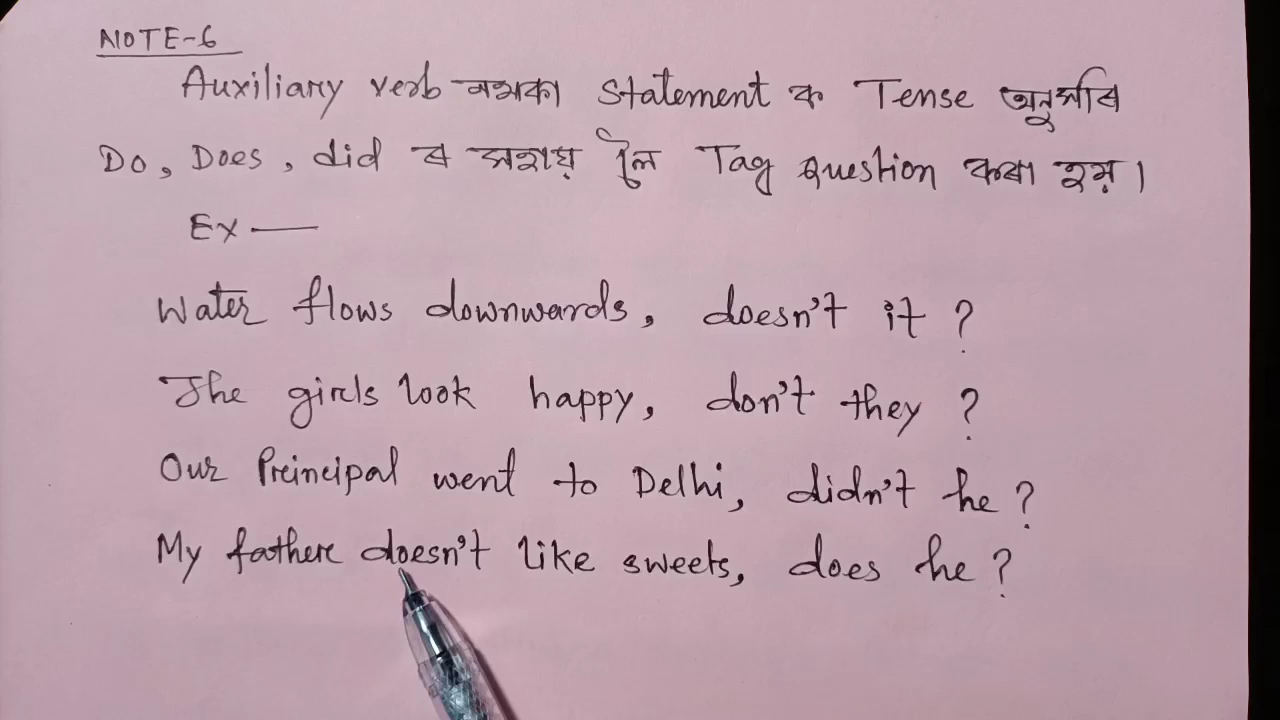 NOTE-6
Auxiliary verb নথকা statement ক Tense অনুসৰি
Do, Does, did ৰ সহায় লৈ Tag question কৰা হয়।
Ex —
Water flows downwards, doesn't it ?
The girls look happy, don't they ?
Our Principal went to Delhi, didn't he ?
My father doesn't like sweets, does he ?